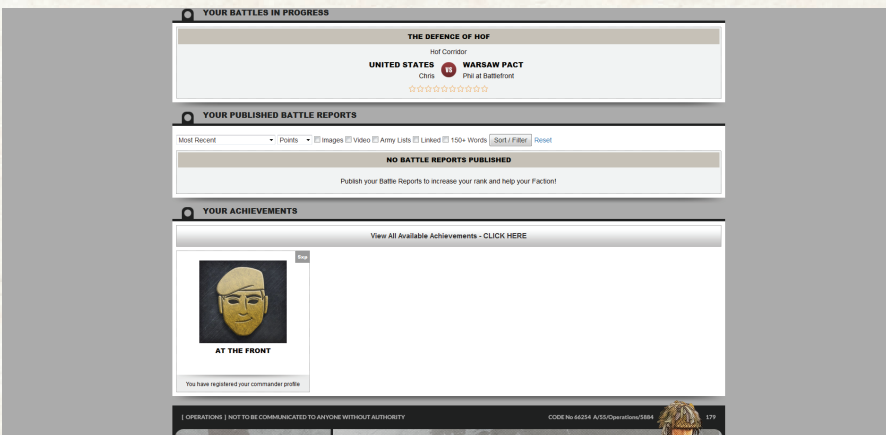 YOUR BATTLES IN PROGRESS
THE DEFENCE OF HOF
Hof Corridor
UNITED STATES VS WARSAW PACT
Chris Phil at Battlefront
YOUR PUBLISHED BATTLE REPORTS
Most Recent Points Images Video Army Lists Linked 150+ Words Sort / Filter Reset
NO BATTLE REPORTS PUBLISHED
Publish your Battle Reports to increase your rank and help your Faction!
YOUR ACHIEVEMENTS
View All Available Achievements - CLICK HERE
AT THE FRONT
You have registered your commander profile
[ OPERATIONS ] NOT TO BE COMMUNICATED TO ANYONE WITHOUT AUTHORITY CODE No 66254 A/55/Operations/5884 179